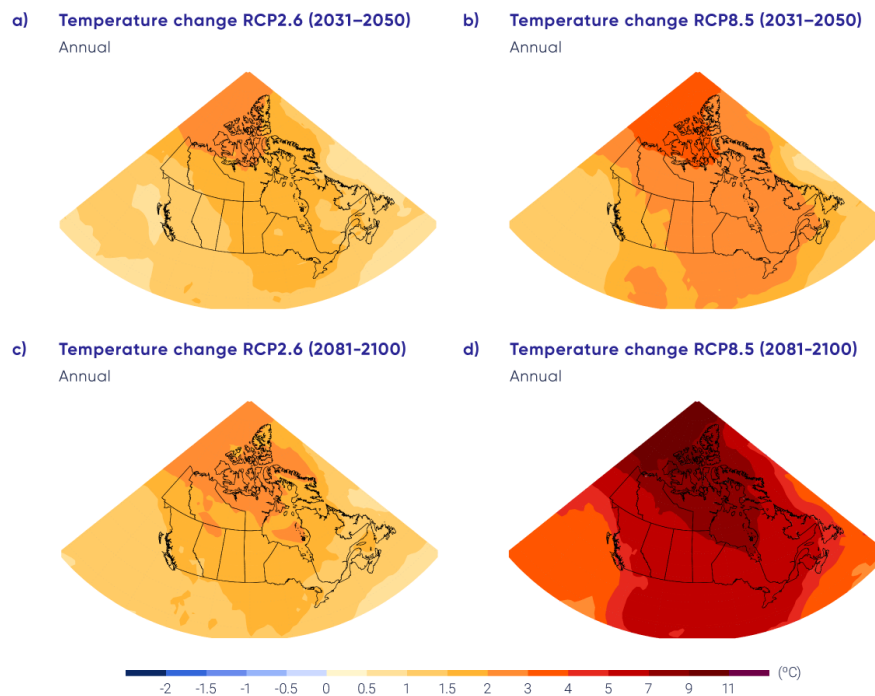 a) Temperature change RCP2.6 (2031–2050)
Annual
b) Temperature change RCP8.5 (2031–2050)
Annual
c) Temperature change RCP2.6 (2081-2100)
Annual
d) Temperature change RCP8.5 (2081-2100)
Annual
-2 -1.5 -1 -0.5 0 0.5 1 1.5 2 3 4 5 7 9 11 (ºC)